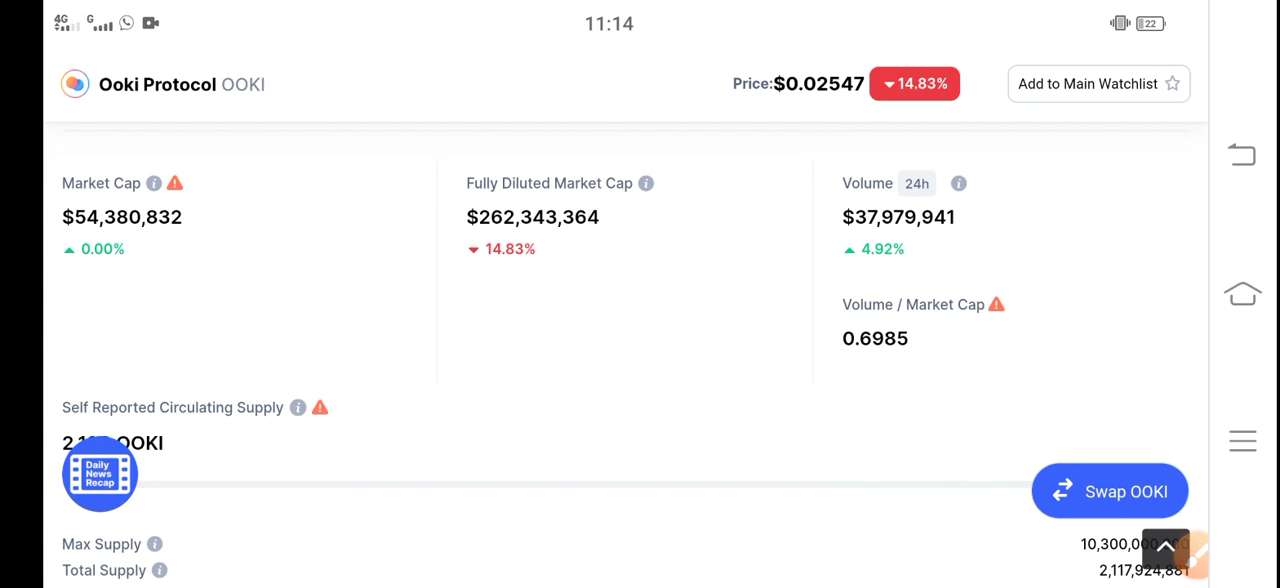 4G G 11:14 22
Ooki Protocol OOKI Price:$0.02547 14.83% Add to Main Watchlist
Market Cap Fully Diluted Market Cap Volume 24h
$54,380,832 $262,343,364 $37,979,941
0.00% 14.83% 4.92%
Volume / Market Cap
0.6985
Self Reported Circulating Supply
OOKI
Daily
News
Recap
Swap OOKI
Max Supply
Total Supply